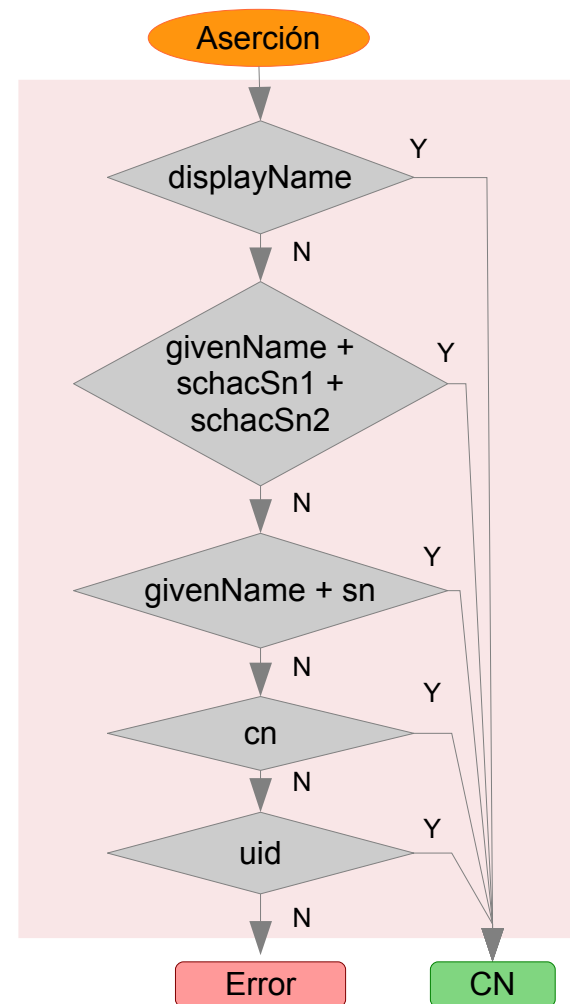 Aserción
Y
displayName
N
givenName +
schacSn1 +
schacSn2
Y
N
Y
givenName + sn
N
Y
cn
N
Y
uid
N
Error
CN